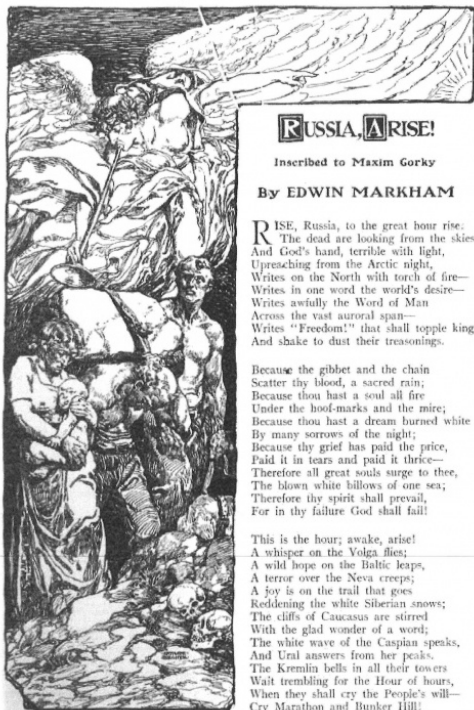 RUSSIA, ARISE!
Inscribed to Maxim Gorky
By EDWIN MARKHAM
RISE, Russia, to the great hour rise.
The dead are looking from the skies
And God's hand, terrible with light,
Upreaching from the Arctic night,
Writes on the North with torch of fire—
Writes in one word the world's desire—
Writes awfully the Word of Man
Across the vast auroral span—
Writes "Freedom!" that shall topple king
And shake to dust their treasonings.
Because the gibbet and the chain
Scatter thy blood, a sacred rain;
Because thou hast a soul all fire
Under the hoof-marks and the mire;
Because thou hast a dream burned white
By many sorrows of the night;
Because thy grief has paid the price,
Paid it in tears and paid it thrice—
Therefore all great souls surge to thee,
The blown white billows of one sea;
Therefore thy spirit shall prevail,
For in thy failure God shall fail!
This is the hour; awake, arise!
A whisper on the Volga flies;
A wild hope on the Baltic leaps,
A terror over the Neva creeps;
A joy is on the trail that goes
Reddening the white Siberian snows;
The cliffs of Caucasus are stirred
With the glad wonder of a word;
The white wave of the Caspian speaks,
And Ural answers from her peaks.
The Kremlin bells in all their towers
Wait trembling for the Hour of hours,
When they shall cry the People's will—
Cry Marathon and Bunker Hill!